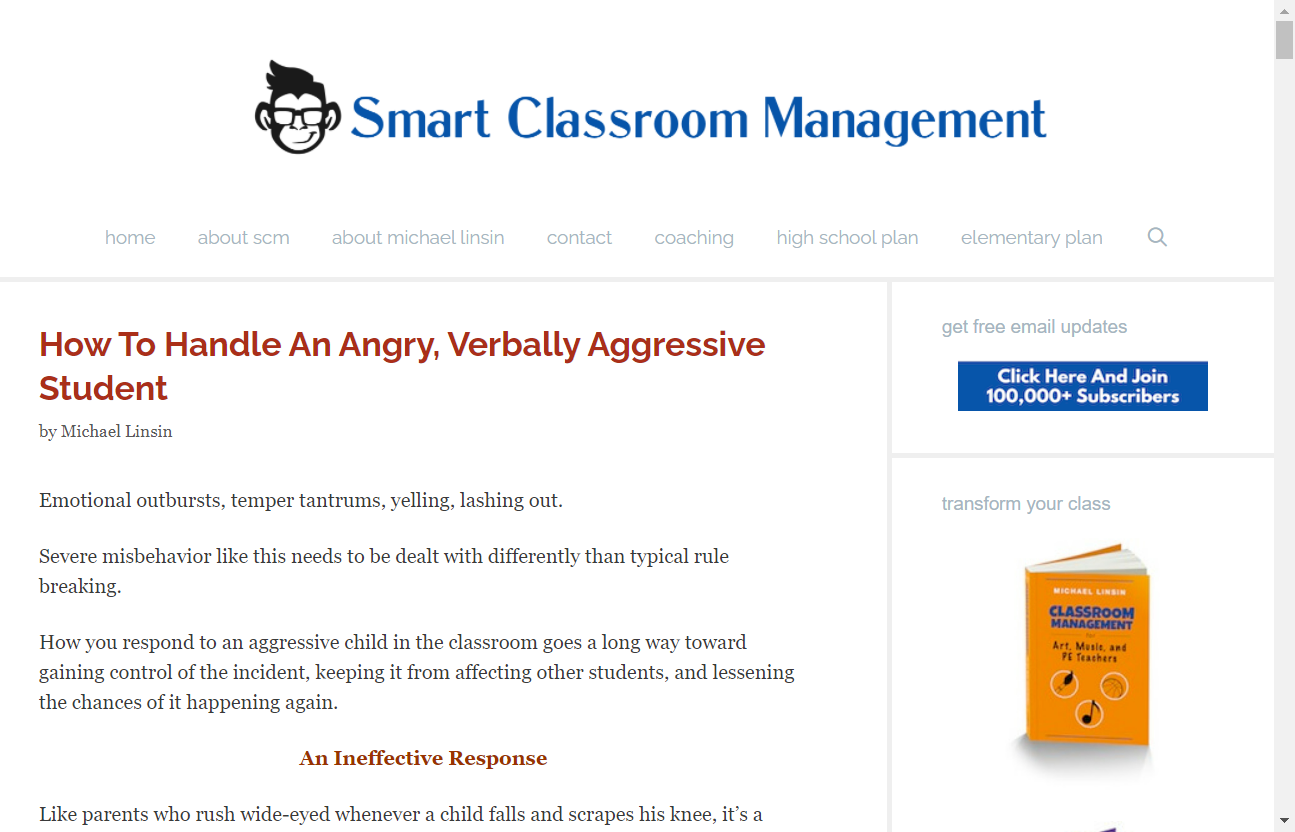 Smart Classroom Management
home about scm about michael linsin contact coaching high school plan elementary plan
How To Handle An Angry, Verbally Aggressive
Student
by Michael Linsin
Emotional outbursts, temper tantrums, yelling, lashing out.
Severe misbehavior like this needs to be dealt with differently than typical rule
breaking.
How you respond to an aggressive child in the classroom goes a long way toward
gaining control of the incident, keeping it from affecting other students, and lessening
the chances of it happening again.
An Ineffective Response
Like parents who rush wide-eyed whenever a child falls and scrapes his knee, it’s a
get free email updates
Click Here And Join
100,000+ Subscribers
transform your class
MICHAEL LINSIN
CLASSROOM
MANAGEMENT
for
Art, Music, and
PE Teachers